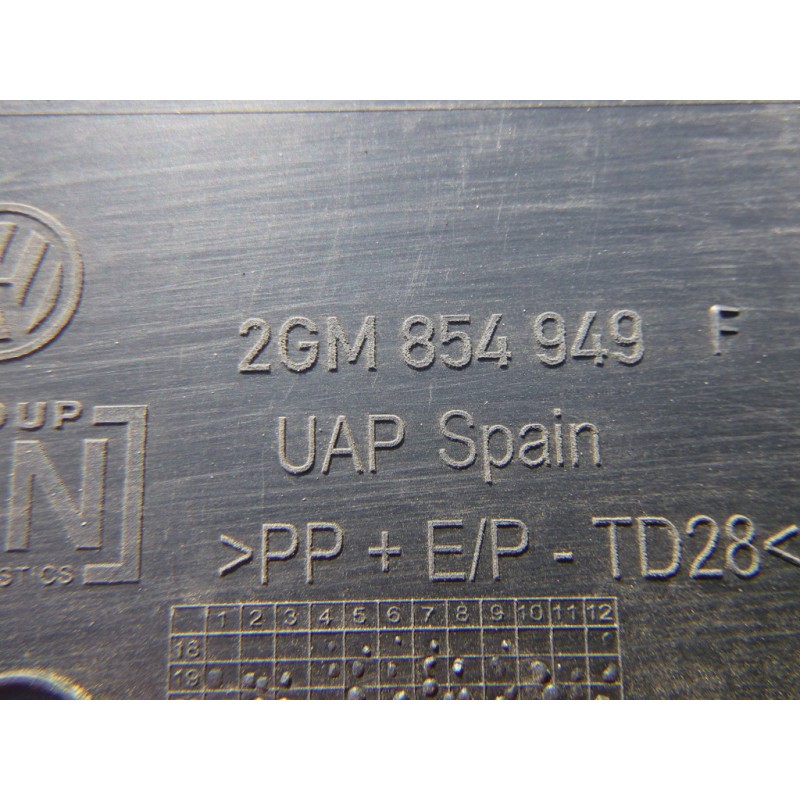 2GM 854 949 F
UAP Spain
>PP + E/P - TD28<
1 2 3 4 5 6 7 8 9 10 11 12
18
19